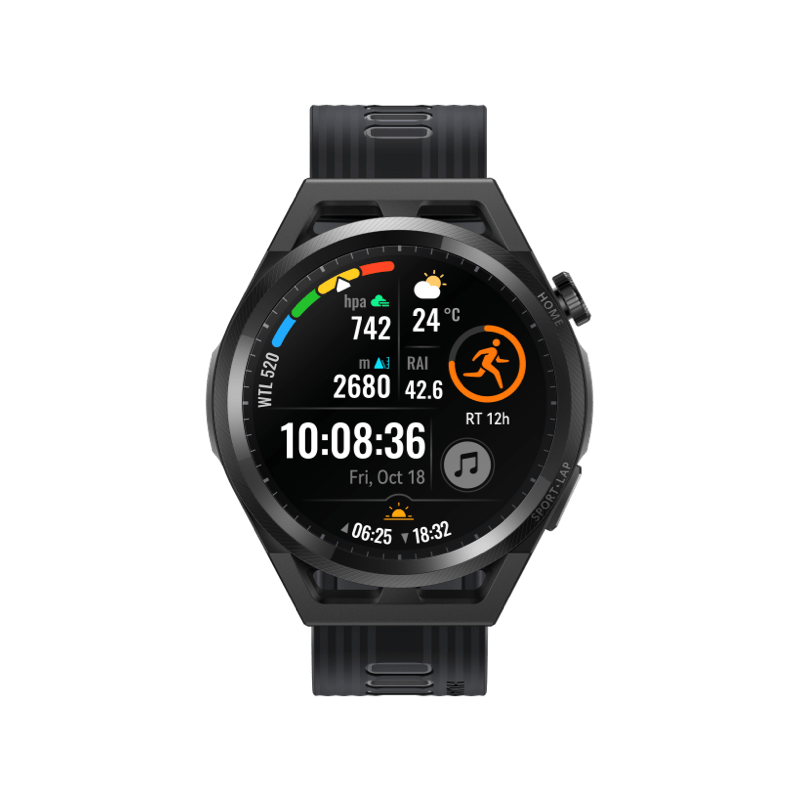 hpa
742
24 °C
HOME
WTL 520
m
2680
RAI
42.6
RT 12h
10:08:36
Fri, Oct 18
SPORT·LAP
06:25 18:32